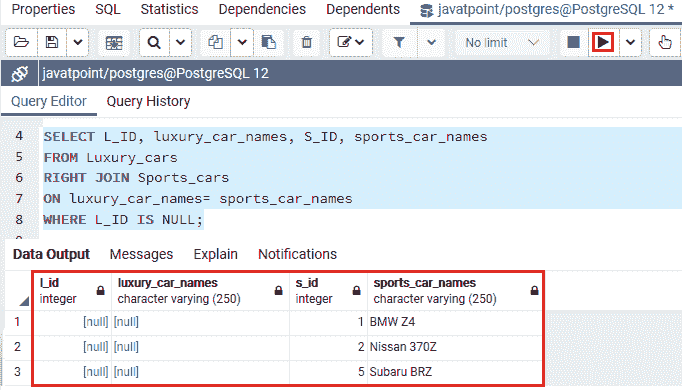 Properties SQL Statistics Dependencies Dependents javatpoint/postgres@PostgreSQL 12 *
No limit
javatpoint/postgres@PostgreSQL 12
Query Editor Query History
4 SELECT L_ID, luxury_car_names, S_ID, sports_car_names
5 FROM Luxury_cars
6 RIGHT JOIN Sports_cars
7 ON luxury_car_names= sports_car_names
8 WHERE L_ID IS NULL;
Data Output Messages Explain Notifications
l_id luxury_car_names s_id sports_car_names
integer character varying (250) integer character varying (250)
1 [null] [null] 1 BMW Z4
2 [null] [null] 2 Nissan 370Z
3 [null] [null] 5 Subaru BRZ